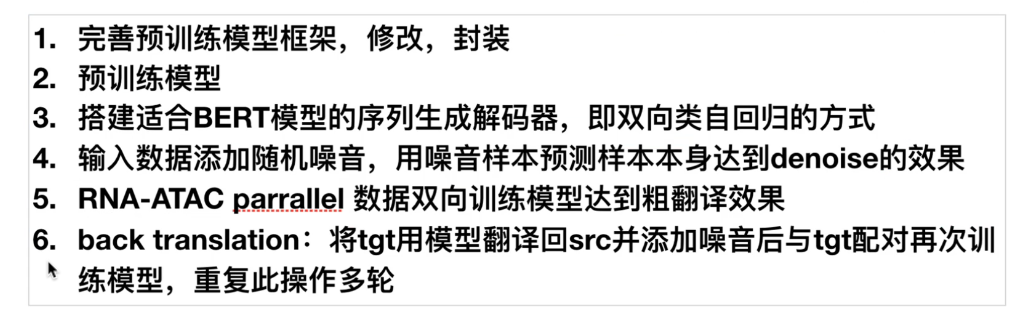 1. 完善预训练模型框架，修改，封装
2. 预训练模型
3. 搭建适合BERT模型的序列生成解码器，即双向类自回归的方式
4. 输入数据添加随机噪音，用噪音样本预测样本本身达到denoise的效果
5. RNA-ATAC parrallel 数据双向训练模型达到粗翻译效果
6. back translation：将tgt用模型翻译回src并添加噪音后与tgt配对再次训
练模型，重复此操作多轮